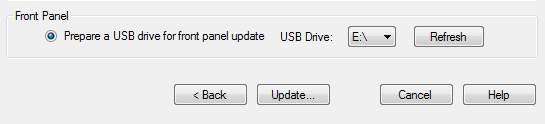 Front Panel
Prepare a USB drive for front panel update USB Drive: E:\ Refresh
< Back Update... Cancel Help